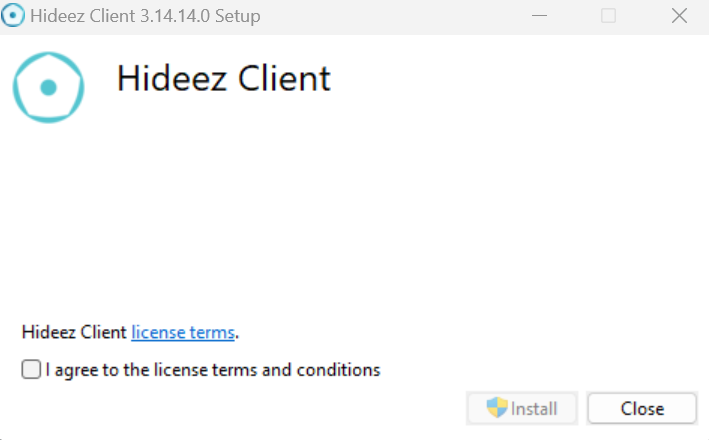 Hideez Client 3.14.14.0 Setup
Hideez Client
Hideez Client license terms.
I agree to the license terms and conditions
Install Close